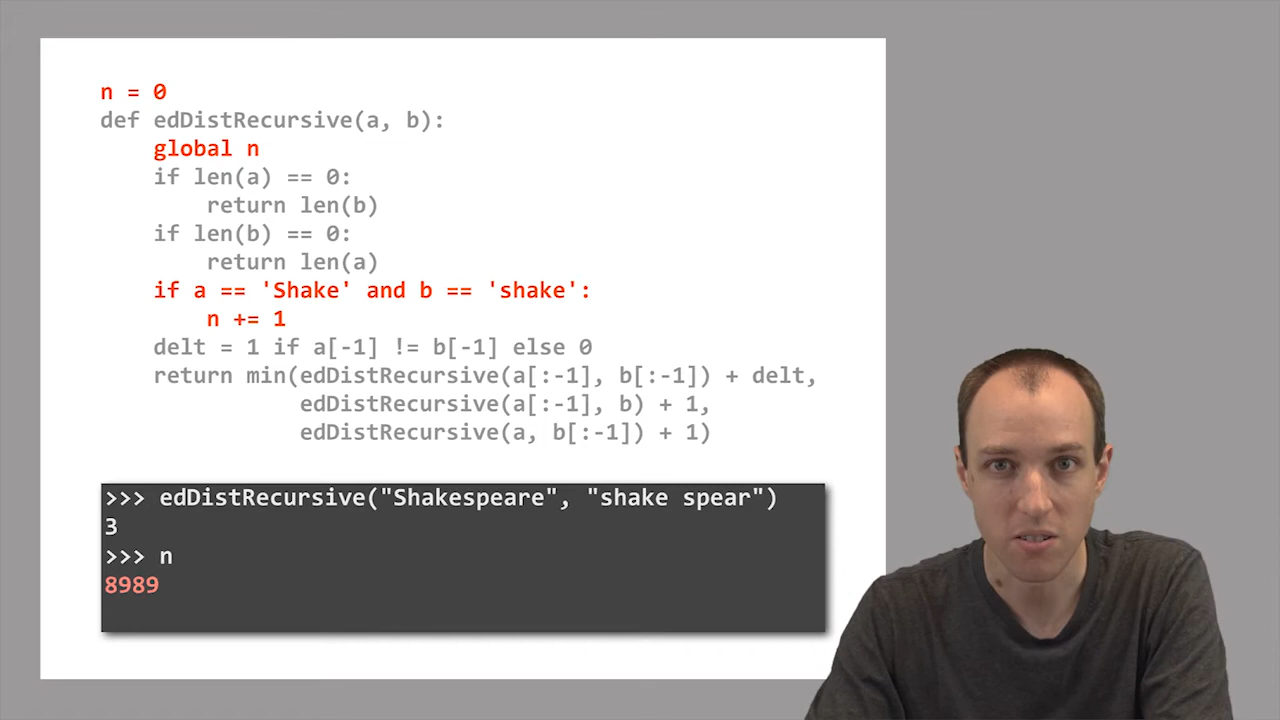 n = 0
def edDistRecursive(a, b):
    global n
    if len(a) == 0:
        return len(b)
    if len(b) == 0:
        return len(a)
    if a == 'Shake' and b == 'shake':
        n += 1
    delt = 1 if a[-1] != b[-1] else 0
    return min(edDistRecursive(a[:-1], b[:-1]) + delt,
               edDistRecursive(a[:-1], b) + 1,
               edDistRecursive(a, b[:-1]) + 1)
>>> edDistRecursive("Shakespeare", "shake spear")
3
>>> n
8989